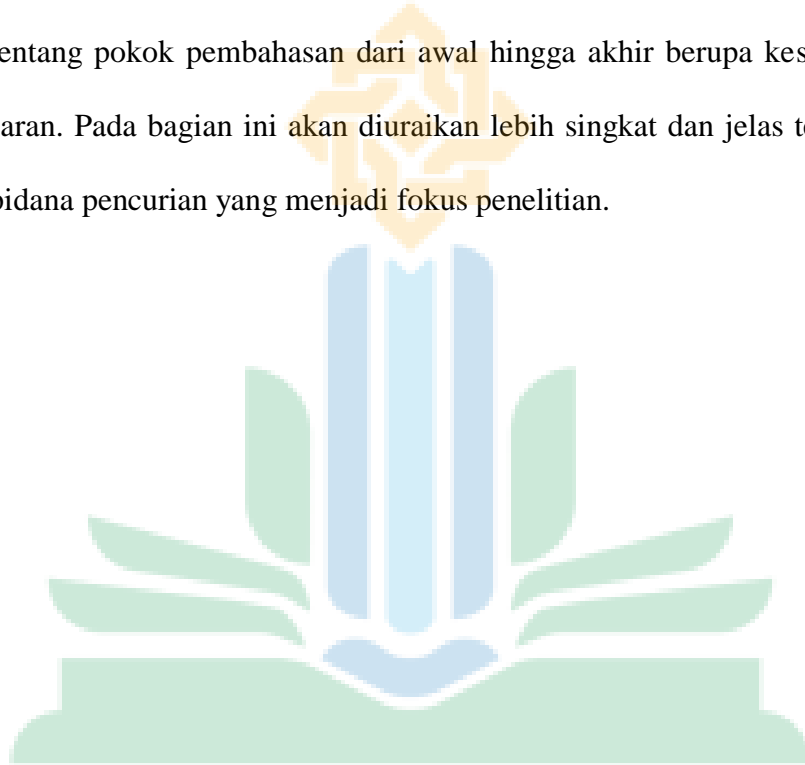 entang pokok pembahasan dari awal hingga akhir berupa kes
aran. Pada bagian ini akan diuraikan lebih singkat dan jelas t
pidana pencurian yang menjadi fokus penelitian.